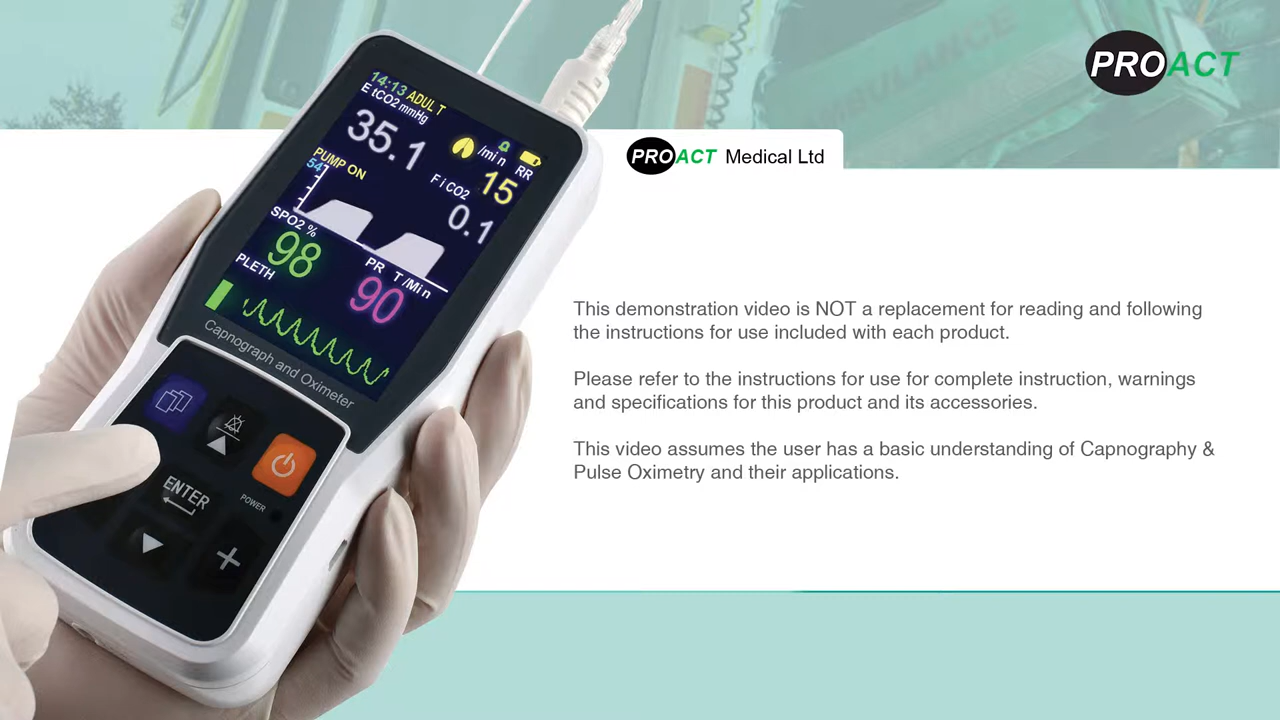 PROACT
PROACT Medical Ltd
14:13 ADULT
EtCO2 mmHg
35.1
/min RR
15
PUMP ON
54
FiCO2
0.1
SPO2 %
98
PR T/Min
90
PLETH
Capnograph and Oximeter
ENTER
POWER
This demonstration video is NOT a replacement for reading and following
the instructions for use included with each product.
Please refer to the instructions for use for complete instruction, warnings
and specifications for this product and its accessories.
This video assumes the user has a basic understanding of Capnography &
Pulse Oximetry and their applications.